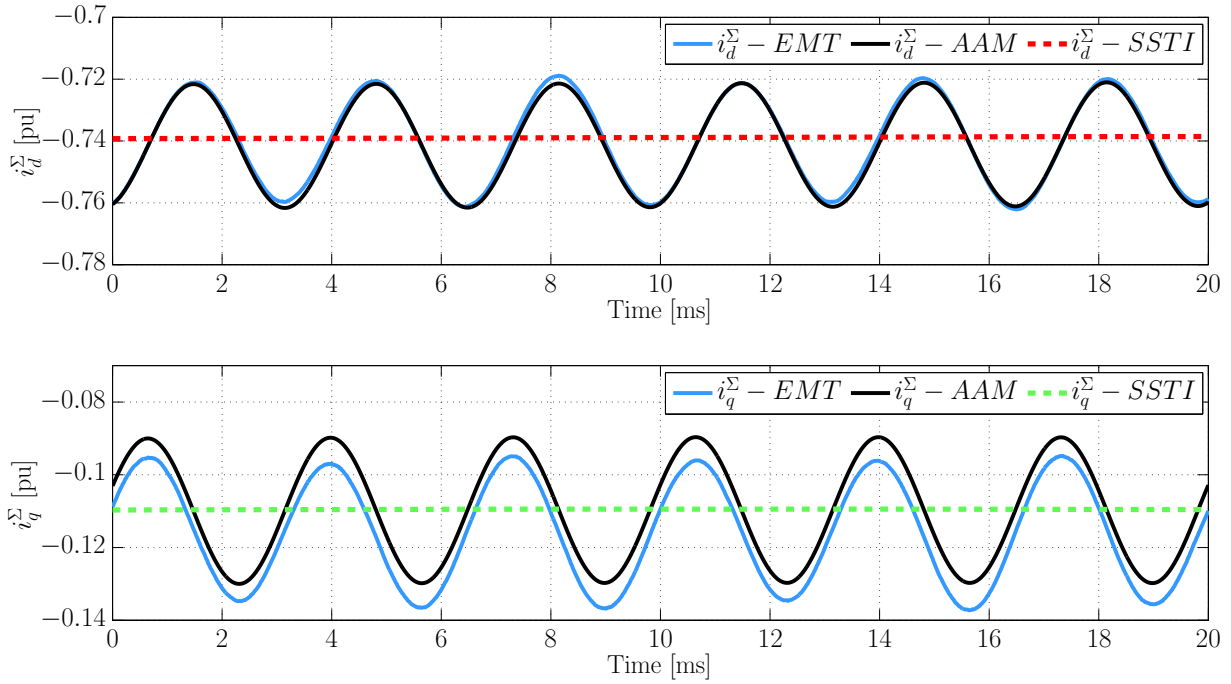 −0.7
−0.72
−0.74
−0.76
−0.78
i_d^Σ [pu]
i_d^Σ − EMT i_d^Σ − AAM i_d^Σ − SSTI
0 2 4 6 8 10 12 14 16 18 20
Time [ms]
−0.08
−0.1
−0.12
−0.14
i_q^Σ [pu]
i_q^Σ − EMT i_q^Σ − AAM i_q^Σ − SSTI
0 2 4 6 8 10 12 14 16 18 20
Time [ms]